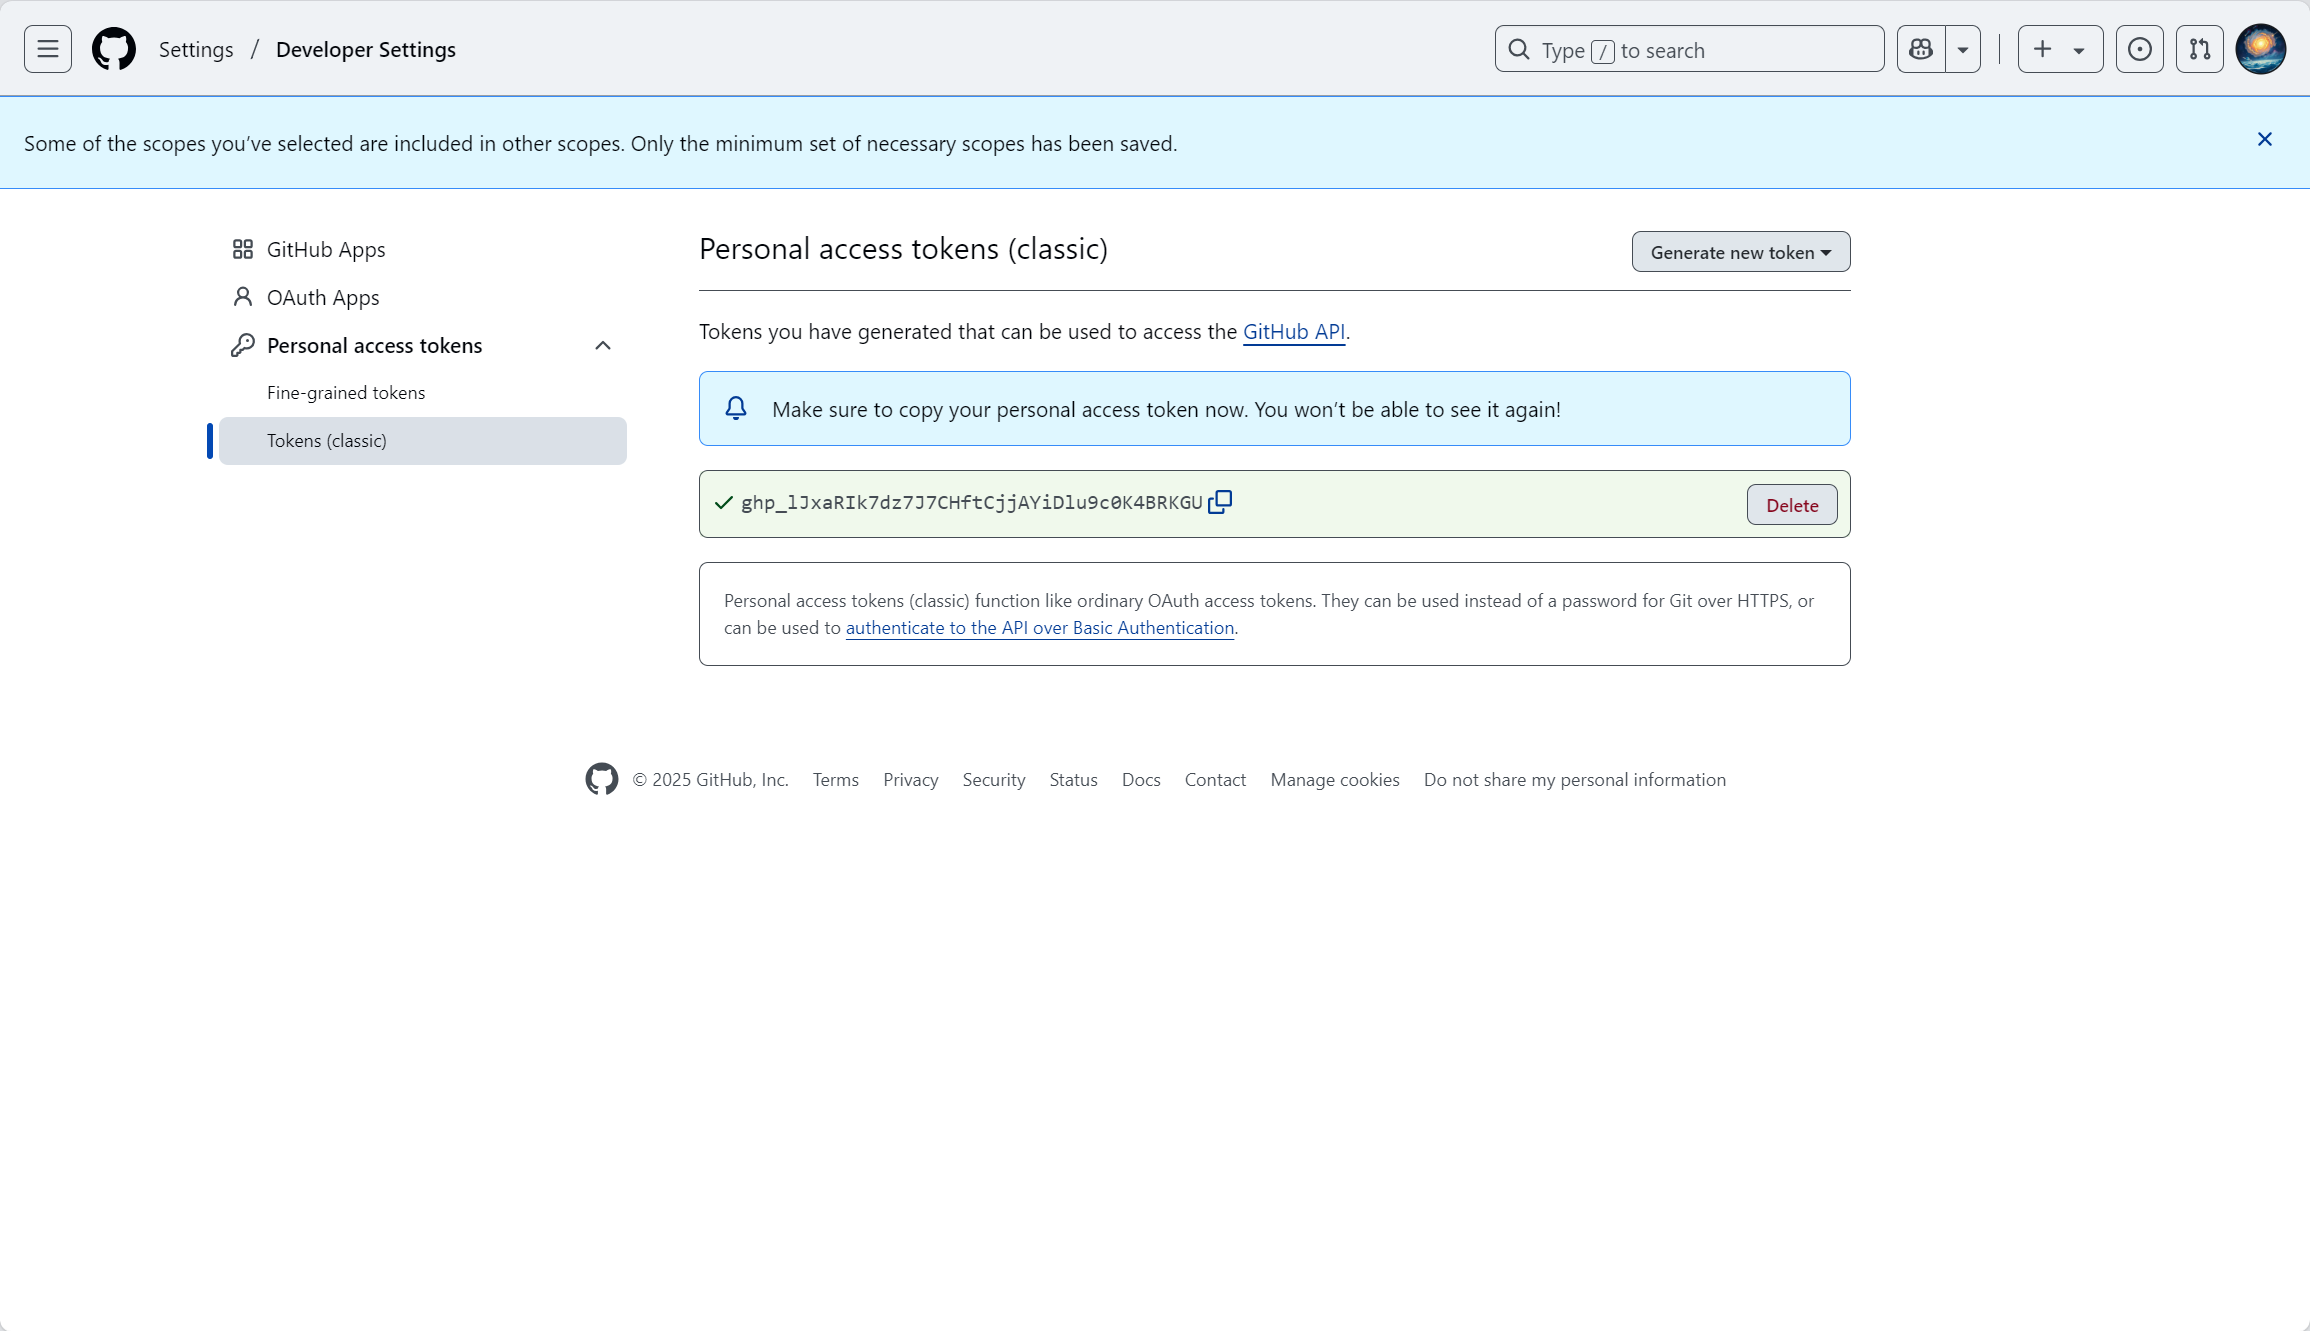 Settings / Developer Settings
Type / to search
Some of the scopes you’ve selected are included in other scopes. Only the minimum set of necessary scopes has been saved.
GitHub Apps
OAuth Apps
Personal access tokens
Fine-grained tokens
Tokens (classic)
Personal access tokens (classic)
Generate new token
Tokens you have generated that can be used to access the GitHub API.
Make sure to copy your personal access token now. You won’t be able to see it again!
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
Delete
Personal access tokens (classic) function like ordinary OAuth access tokens. They can be used instead of a password for Git over HTTPS, or
can be used to authenticate to the API over Basic Authentication.
© 2025 GitHub, Inc. Terms Privacy Security Status Docs Contact Manage cookies Do not share my personal information